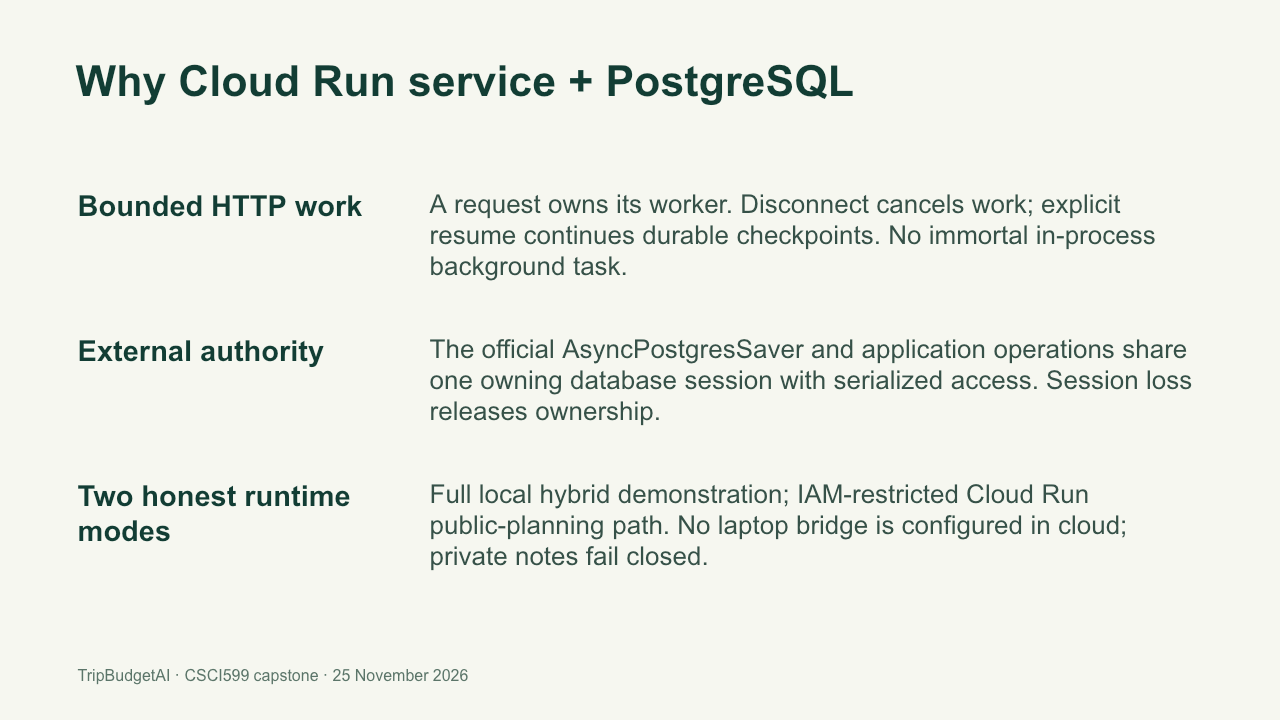 Why Cloud Run service + PostgreSQL
Bounded HTTP work
A request owns its worker. Disconnect cancels work; explicit
resume continues durable checkpoints. No immortal in-process
background task.
External authority
The official AsyncPostgresSaver and application operations share
one owning database session with serialized access. Session loss
releases ownership.
Two honest runtime
modes
Full local hybrid demonstration; IAM-restricted Cloud Run
public-planning path. No laptop bridge is configured in cloud;
private notes fail closed.
TripBudgetAI · CSCI599 capstone · 25 November 2026